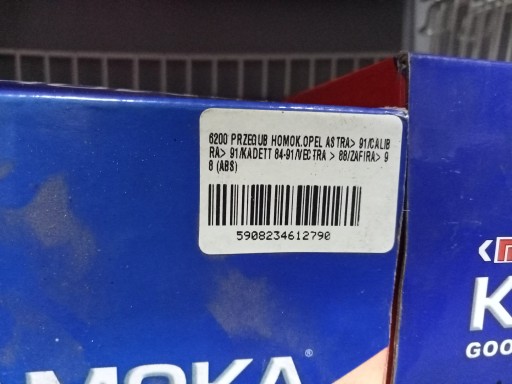 6200 PRZEGUB HOMOK.OPEL ASTRA> 91/CALIB
RA> 91/KADETT 84-91/VECTRA > 88/ZAFIRA> 9
8 (ABS)
5908234612790
MOKA
®
K
GOO